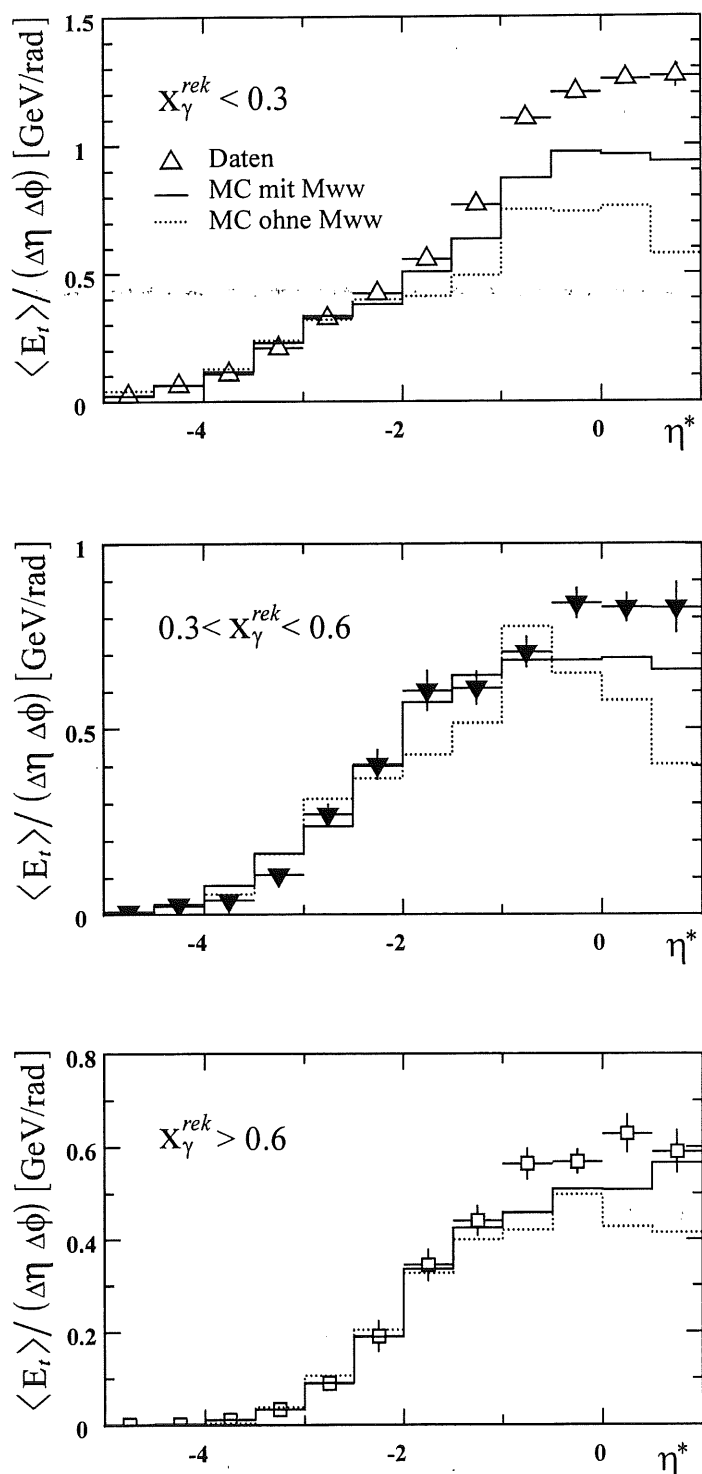 ⟨E_t⟩/(Δη Δϕ) [GeV/rad]
1.5
1
0.5
0
X_γ^rek < 0.3
Daten
MC mit Mww
MC ohne Mww
-4 -2 0 η*
⟨E_t⟩/(Δη Δϕ) [GeV/rad]
1
0.5
0
0.3 < X_γ^rek < 0.6
-4 -2 0 η*
⟨E_t⟩/(Δη Δϕ) [GeV/rad]
0.8
0.6
0.4
0.2
0
X_γ^rek > 0.6
-4 -2 0 η*